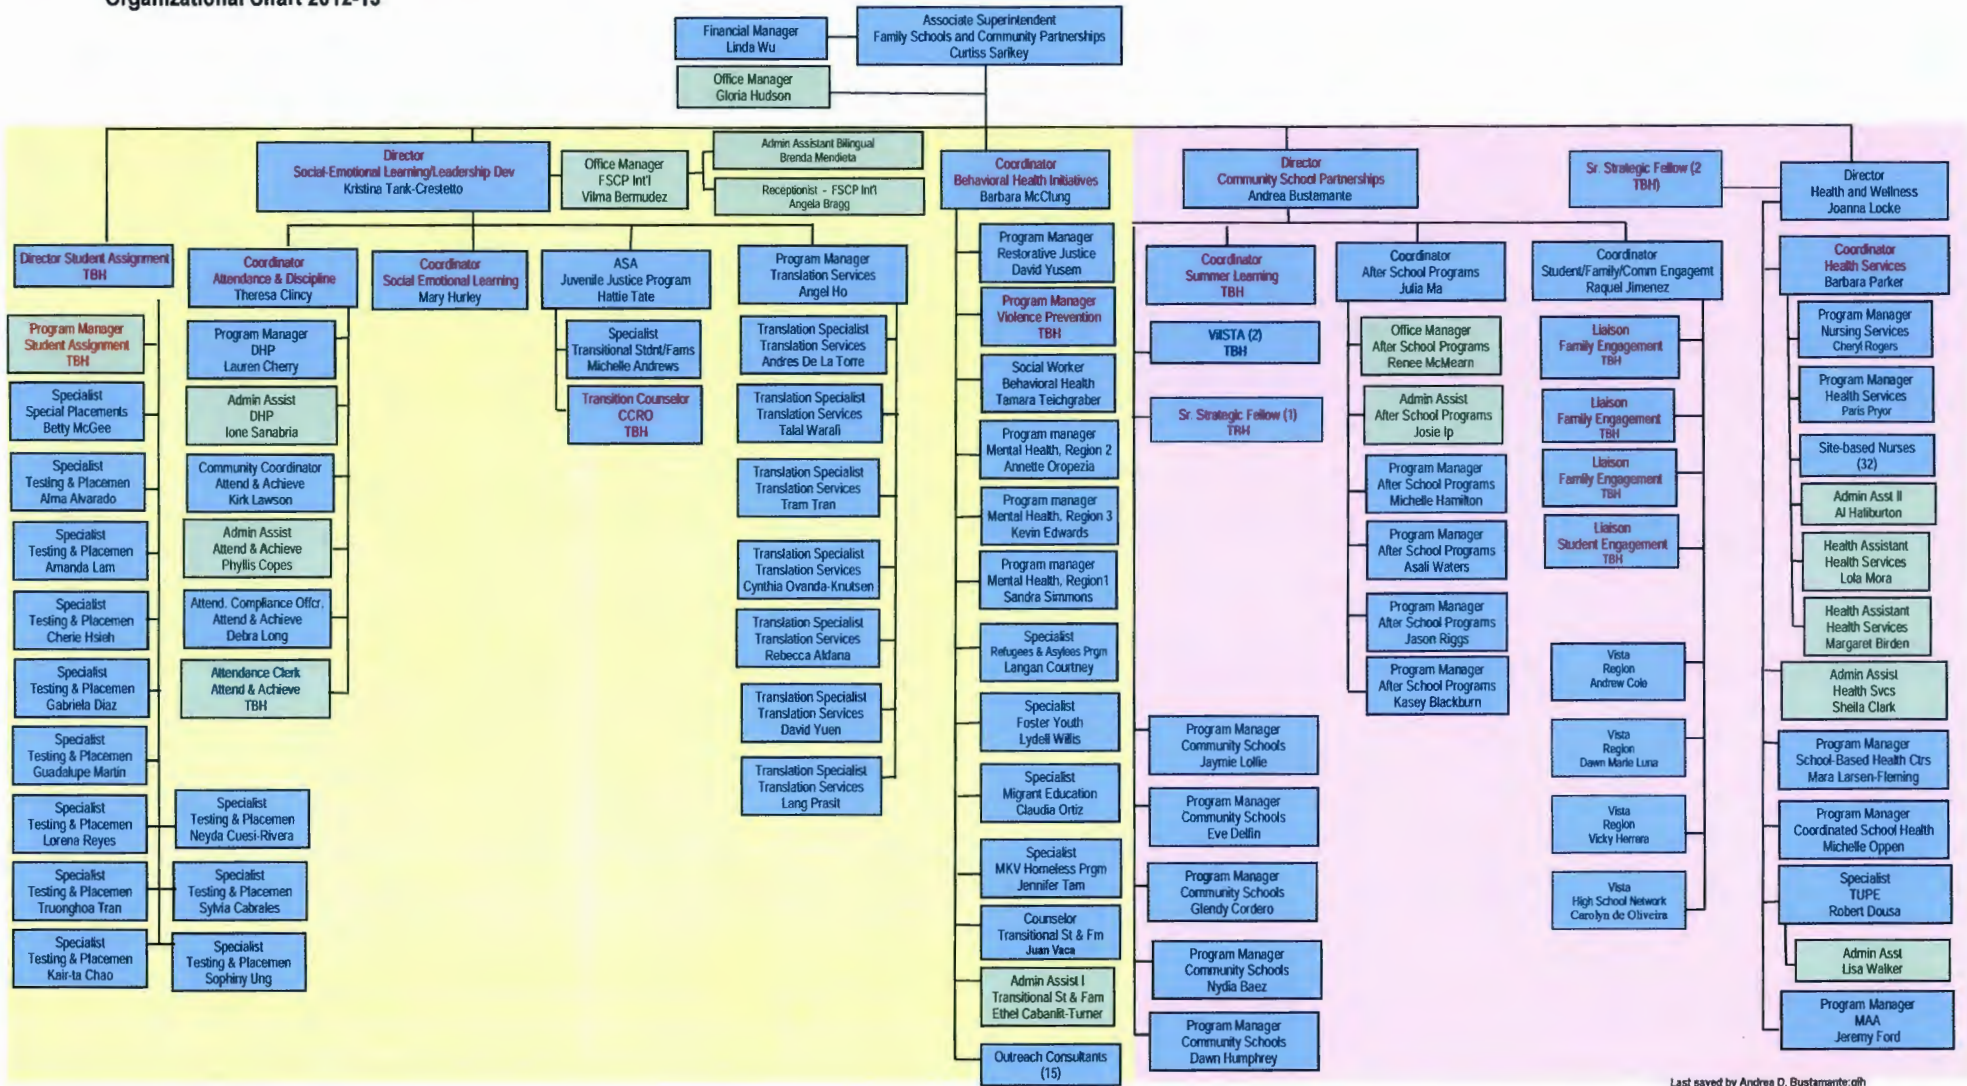 Organizational Chart 2012-13
Financial Manager
Linda Wu
Associate Superintendent
Family Schools and Community Partnerships
Curtiss Sarikey
Office Manager
Gloria Hudson
Director
Social-Emotional Learning/Leadership Dev
Kristina Tank-Crestetto
Office Manager
FSCP Int'l
Vilma Bermudez
Admin Assistant Bilingual
Brenda Mendieta
Receptionist - FSCP Int'l
Angela Bragg
Coordinator
Behavioral Health Initiatives
Barbara McClung
Director
Community School Partnerships
Andrea Bustamante
Sr. Strategic Fellow (2
TBH)
Director
Health and Wellness
Joanna Locke
Director Student Assignment
TBH
Program Manager
Student Assignment
TBH
Specialist
Special Placements
Betty McGee
Specialist
Testing & Placemen
Alma Alvarado
Specialist
Testing & Placemen
Amanda Lam
Specialist
Testing & Placemen
Cherie Hsieh
Specialist
Testing & Placemen
Gabriela Diaz
Specialist
Testing & Placemen
Guadalupe Martin
Specialist
Testing & Placemen
Lorena Reyes
Specialist
Testing & Placemen
Truonghoa Tran
Specialist
Testing & Placemen
Kair-ta Chao
Specialist
Testing & Placemen
Neyda Cuesi-Rivera
Specialist
Testing & Placemen
Sylvia Cabrales
Specialist
Testing & Placemen
Sophiny Ung
Coordinator
Attendance & Discipline
Theresa Clincy
Program Manager
DHP
Lauren Cherry
Admin Assist
DHP
Ione Sanabria
Community Coordinator
Attend & Achieve
Kirk Lawson
Admin Assist
Attend & Achieve
Phyllis Copes
Attend. Compliance Offcr.
Attend & Achieve
Debra Long
Attendance Clerk
Attend & Achieve
TBH
Coordinator
Social Emotional Learning
Mary Hurley
ASA
Juvenile Justice Program
Hattie Tate
Specialist
Transitional Stdnt/Fams
Michelle Andrews
Transition Counselor
CCRO
TBH
Program Manager
Translation Services
Angel Ho
Translation Specialist
Translation Services
Andres De La Torre
Translation Specialist
Translation Services
Talal Warafi
Translation Specialist
Translation Services
Tram Tran
Translation Specialist
Translation Services
Cynthia Ovanda-Knutsen
Translation Specialist
Translation Services
Rebecca Aldana
Translation Specialist
Translation Services
David Yuen
Translation Specialist
Translation Services
Lang Prasit
Program Manager
Restorative Justice
David Yusem
Program Manager
Violence Prevention
TBH
Social Worker
Behavioral Health
Tamara Teichgraber
Program manager
Mental Health, Region 2
Annette Oropezia
Program manager
Mental Health, Region 3
Kevin Edwards
Program manager
Mental Health, Region1
Sandra Simmons
Specialist
Refugees & Asylees Prgm
Langan Courtney
Specialist
Foster Youth
Lydell Willis
Specialist
Migrant Education
Claudia Ortiz
Specialist
MKV Homeless Prgm
Jennifer Tam
Counselor
Transitional St & Fm
Juan Vaca
Admin Assist I
Transitional St & Fam
Ethel Cabanlit-Turner
Outreach Consultants
(15)
Coordinator
Summer Learning
TBH
VilSTA (2)
TBH
Sr. Strategic Fellow (1)
TBH
Program Manager
Community Schools
Jaymie Lollie
Program Manager
Community Schools
Eve Delfin
Program Manager
Community Schools
Glendy Cordero
Program Manager
Community Schools
Nydia Baez
Program Manager
Community Schools
Dawn Humphrey
Coordinator
After School Programs
Julia Ma
Office Manager
After School Programs
Renee McMearn
Admin Assist
After School Programs
Josie Ip
Program Manager
After School Programs
Michelle Hamilton
Program Manager
After School Programs
Asali Waters
Program Manager
After School Programs
Jason Riggs
Program Manager
After School Programs
Kasey Blackburn
Coordinator
Student/Family/Comm Engagemt
Raquel Jimenez
Liaison
Family Engagement
TBH
Liaison
Family Engagement
TBH
Liaison
Family Engagement
TBH
Liaison
Student Engagement
TBH
Vista
Region
Andrew Cole
Vista
Region
Dawn Marie Luna
Vista
Region
Vicky Herrera
Vista
High School Network
Carolyn de Oliveira
Coordinator
Health Services
Barbara Parker
Program Manager
Nursing Services
Cheryl Rogers
Program Manager
Health Services
Paris Pryor
Site-based Nurses
(32)
Admin Asst II
Al Haliburton
Health Assistant
Health Services
Lola Mora
Health Assistant
Health Services
Margaret Birden
Admin Assist
Health Svcs
Sheila Clark
Program Manager
School-Based Health Ctrs
Mara Larsen-Fleming
Program Manager
Coordinated School Health
Michelle Oppen
Specialist
TUPE
Robert Dousa
Admin Asst
Lisa Walker
Program Manager
MAA
Jeremy Ford
Last saved by Andrea D. Bustamante:gjh